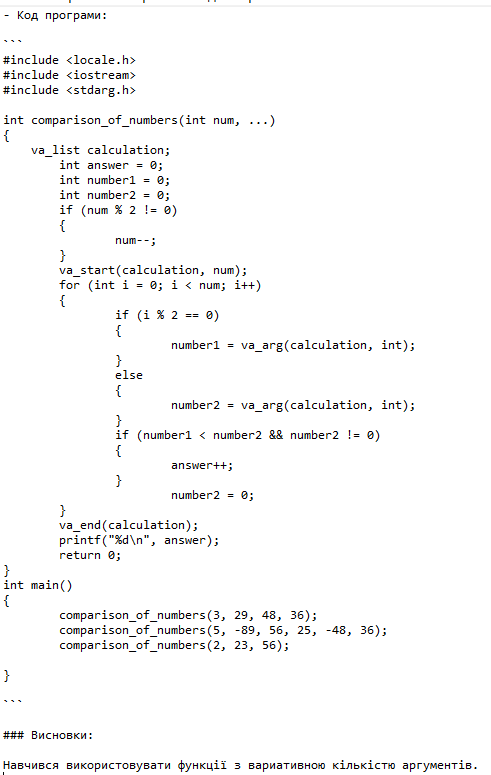 - Код програми:
```
#include <locale.h>
#include <iostream>
#include <stdarg.h>
int comparison_of_numbers(int num, ...)
{
va_list calculation;
int answer = 0;
int number1 = 0;
int number2 = 0;
if (num % 2 != 0)
{
num--;
}
va_start(calculation, num);
for (int i = 0; i < num; i++)
{
if (i % 2 == 0)
{
number1 = va_arg(calculation, int);
}
else
{
number2 = va_arg(calculation, int);
}
if (number1 < number2 && number2 != 0)
{
answer++;
}
number2 = 0;
}
va_end(calculation);
printf("%d\n", answer);
return 0;
}
int main()
{
comparison_of_numbers(3, 29, 48, 36);
comparison_of_numbers(5, -89, 56, 25, -48, 36);
comparison_of_numbers(2, 23, 56);
}
```
### Висновки:
Навчився використовувати функції з вариативною кількістю аргументів.